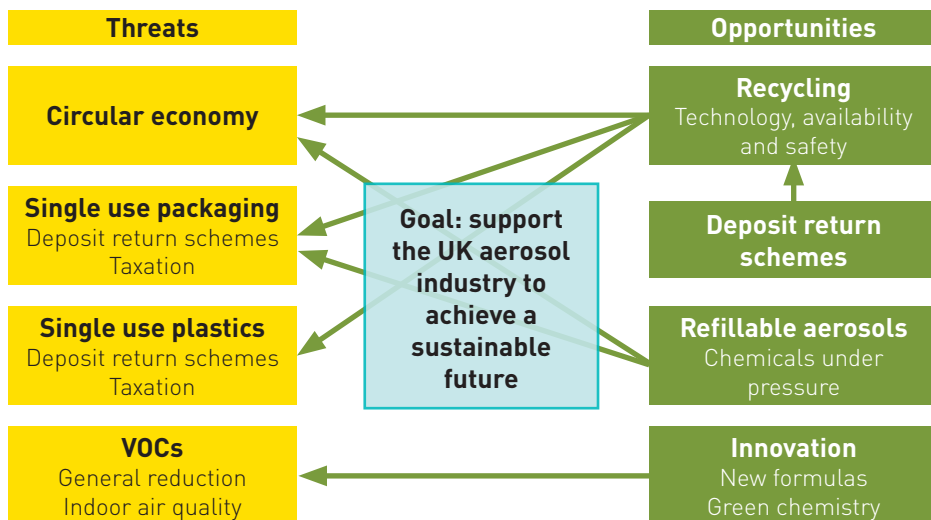 Threats
Circular economy
Single use packaging
Deposit return schemes
Taxation
Single use plastics
Deposit return schemes
Taxation
VOCs
General reduction
Indoor air quality
Goal: support
the UK aerosol
industry to
achieve a
sustainable
future
Opportunities
Recycling
Technology, availability
and safety
Deposit return
schemes
Refillable aerosols
Chemicals under
pressure
Innovation
New formulas
Green chemistry